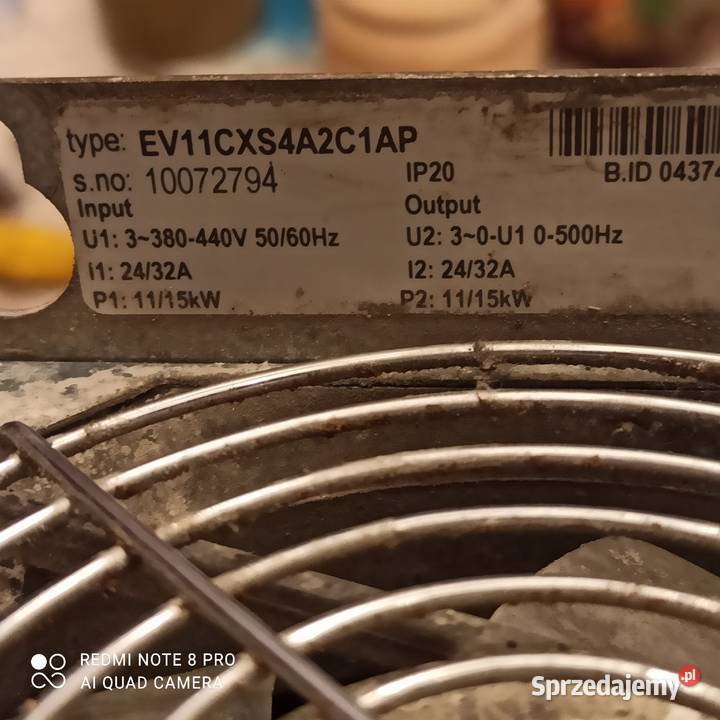 type: EV11CXS4A2C1AP
s.no: 10072794
IP20
B.ID 04374
Input
Output
U1: 3~380-440V 50/60Hz
U2: 3~0-U1 0-500Hz
I1: 24/32A
I2: 24/32A
P1: 11/15kW
P2: 11/15kW
REDMI NOTE 8 PRO
AI QUAD CAMERA
Sprzedajemy.pl